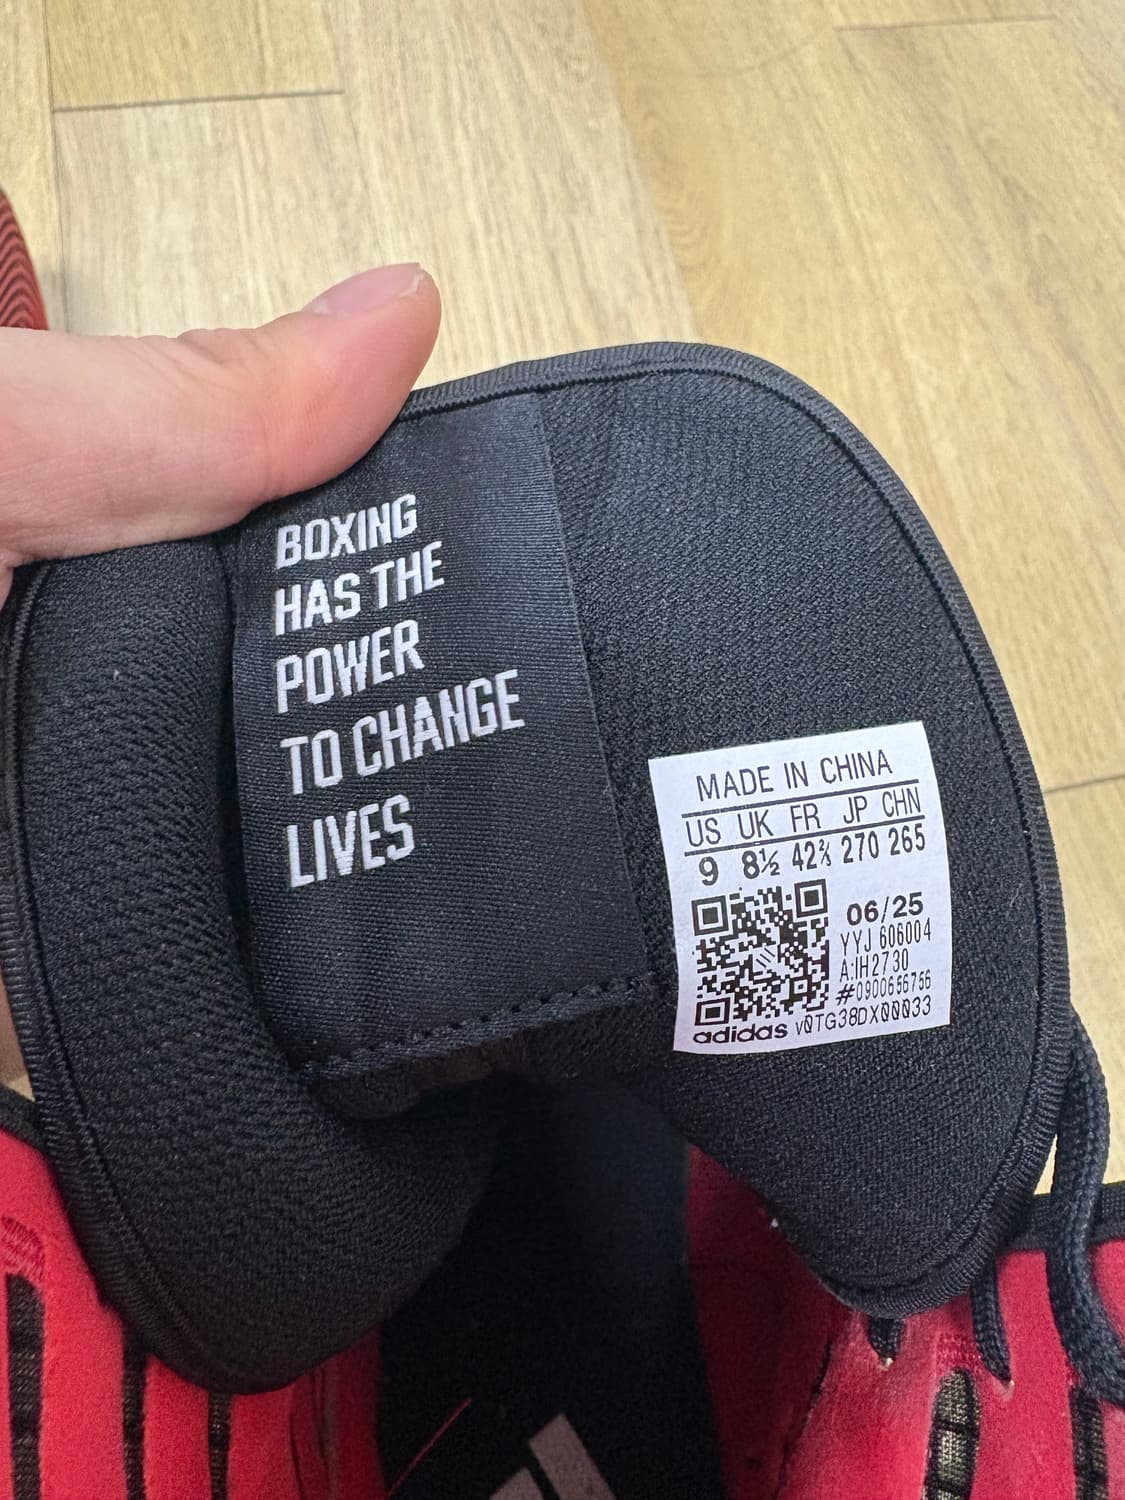 BOXING
HAS THE
POWER
TO CHANGE
LIVES
MADE IN CHINA
US UK FR JP CHN
9 8½ 42⅔ 270 265
06/25
YYJ 606004
A:IH2730
#0900656756
adidas v0TG38DX00033